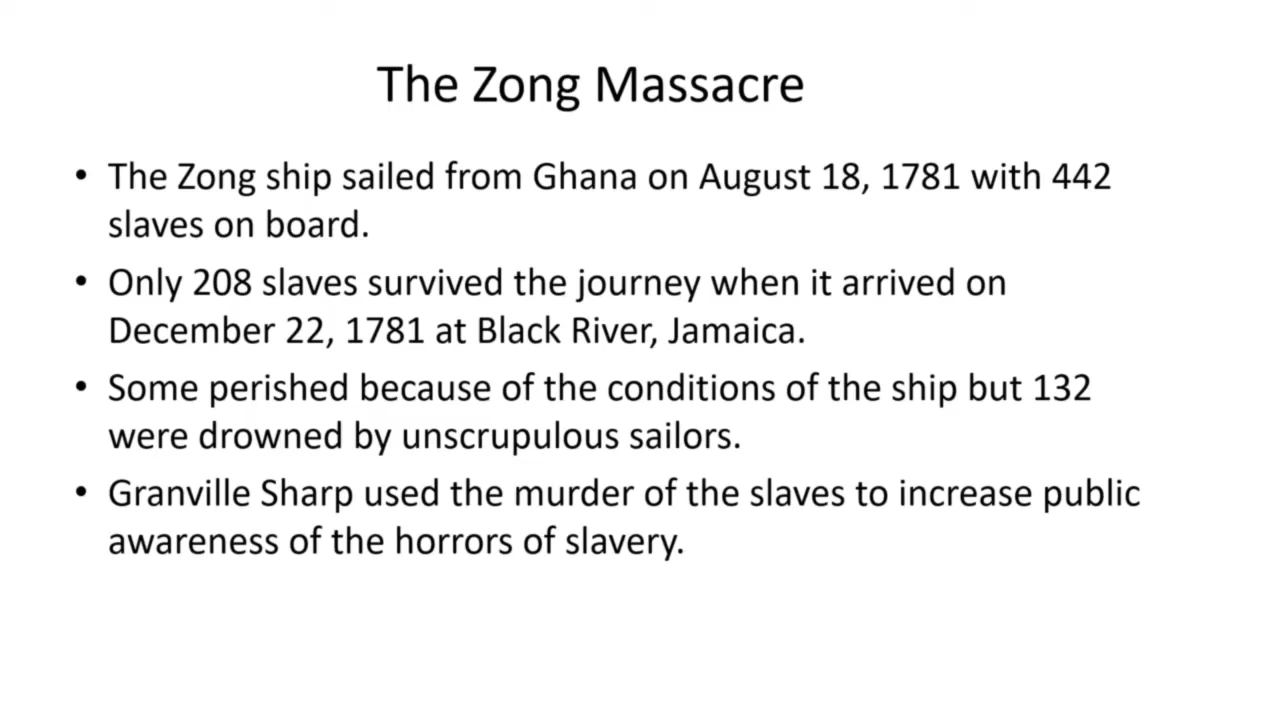 The Zong Massacre
• The Zong ship sailed from Ghana on August 18, 1781 with 442
slaves on board.
• Only 208 slaves survived the journey when it arrived on
December 22, 1781 at Black River, Jamaica.
• Some perished because of the conditions of the ship but 132
were drowned by unscrupulous sailors.
• Granville Sharp used the murder of the slaves to increase public
awareness of the horrors of slavery.